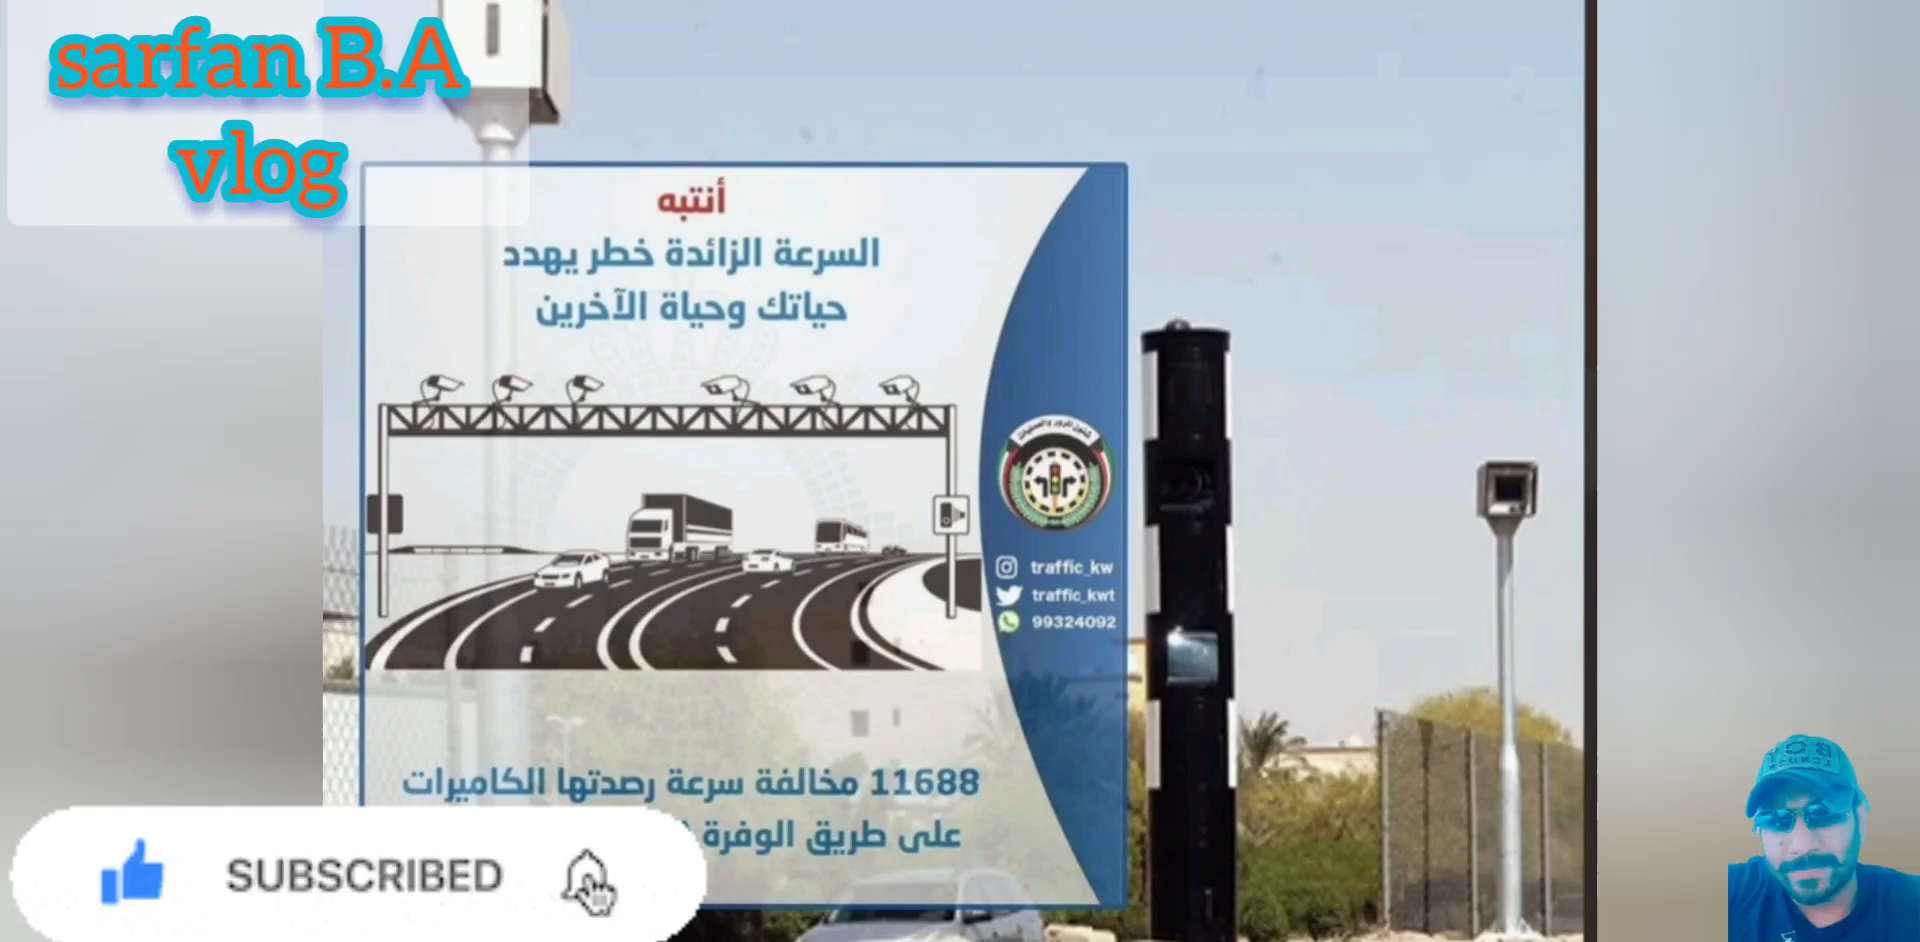 sarfan B.A
vlog
أنتبه
السرعة الزائدة خطر يهدد
حياتك وحياة الآخرين
traffic_kw
traffic_kwt
99324092
11688 مخالفة سرعة رصدتها الكاميرات
على طريق الوفرة
SUBSCRIBED